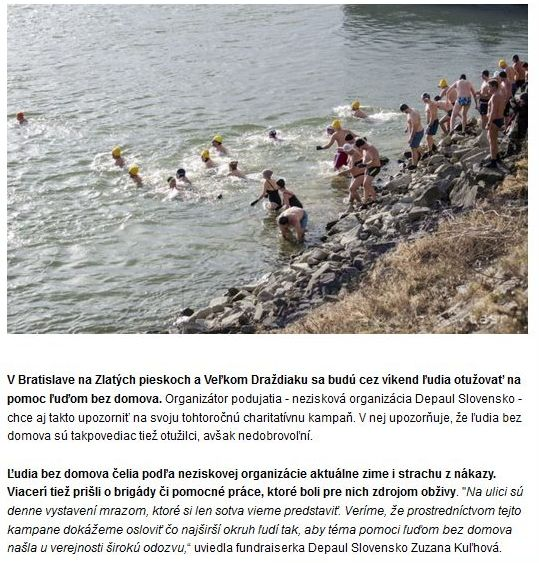 V Bratislave na Zlatých pieskoch a Veľkom Draždiaku sa budú cez víkend ľudia otužovať na
pomoc ľuďom bez domova. Organizátor podujatia - nezisková organizácia Depaul Slovensko -
chce aj takto upozorniť na svoju tohtoročnú charitatívnu kampaň. V nej upozorňuje, že ľudia bez
domova sú takpovediac tiež otužilci, avšak nedobrovoľní.
Ľudia bez domova čelia podľa neziskovej organizácie aktuálne zime i strachu z nákazy.
Viacerí tiež prišli o brigády či pomocné práce, ktoré boli pre nich zdrojom obživy. "Na ulici sú
denne vystavení mrazom, ktoré si len sotva vieme predstaviť. Veríme, že prostredníctvom tejto
kampane dokážeme osloviť čo najširší okruh ľudí tak, aby téma pomoci ľuďom bez domova
našla u verejnosti širokú odozvu,“ uviedla fundraiserka Depaul Slovensko Zuzana Kuľhová.